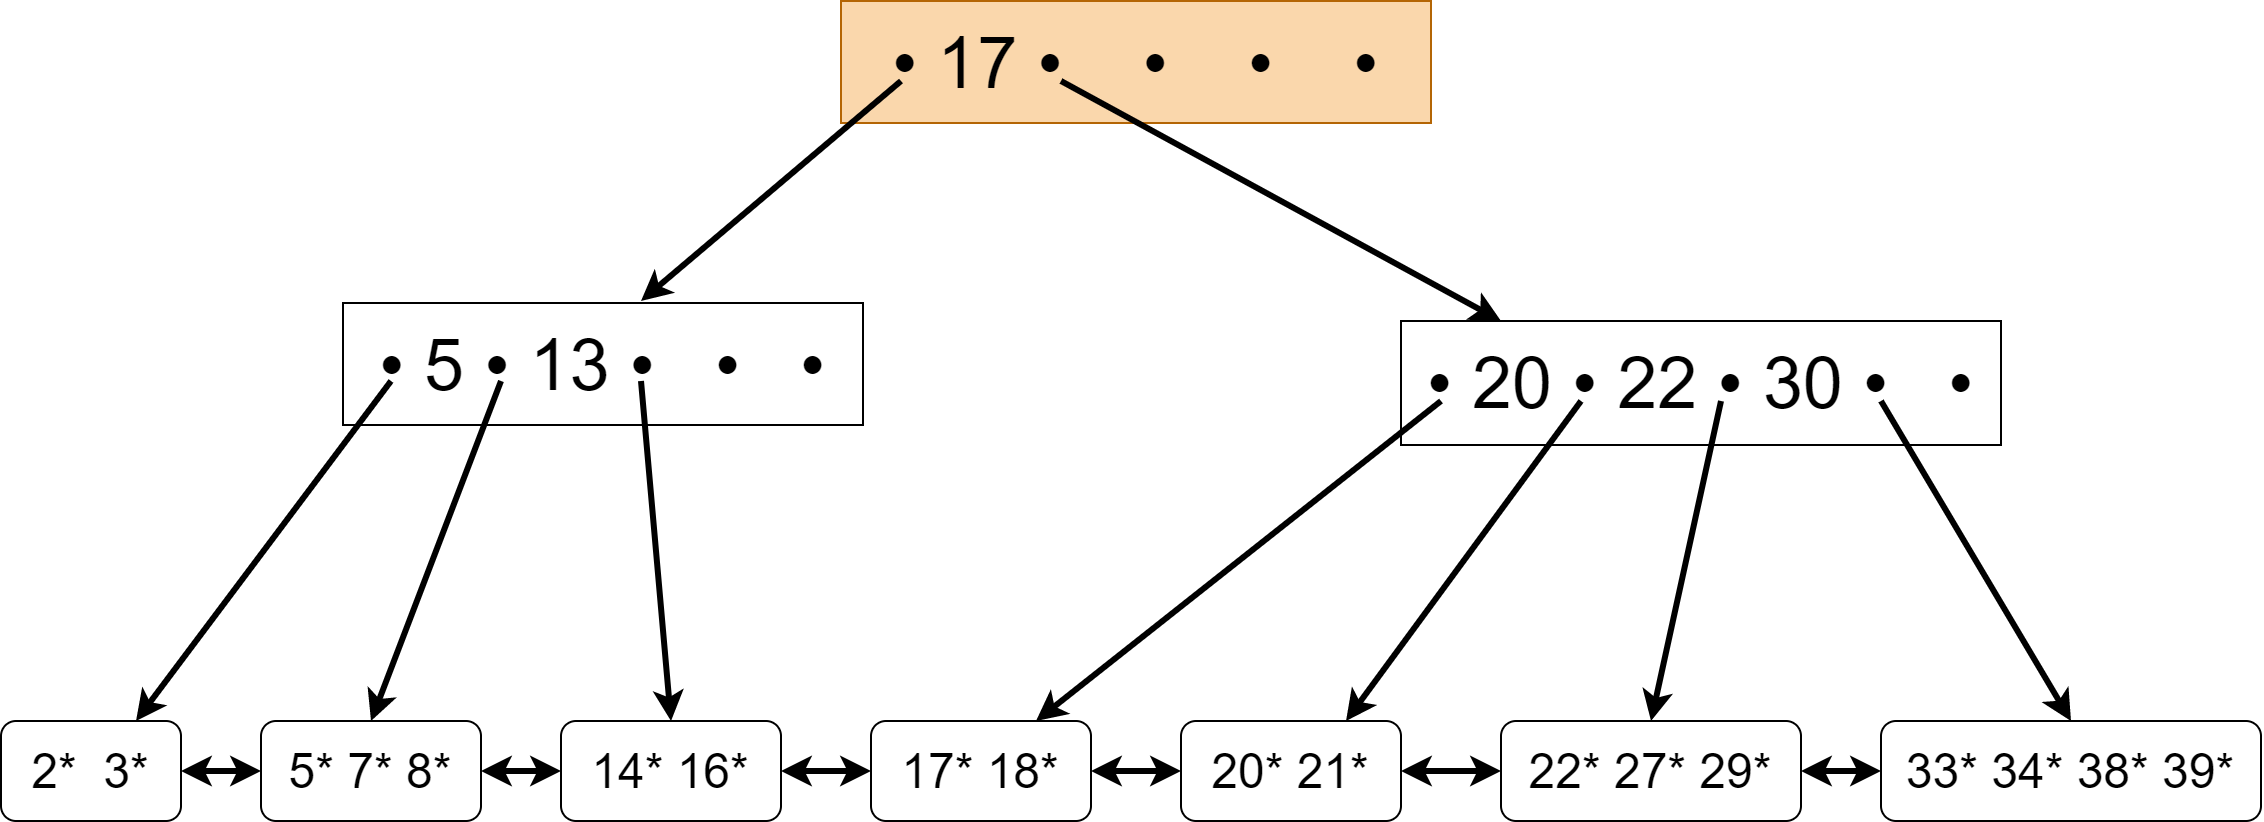 • 17 • • • •
• 5 • 13 • • •
• 20 • 22 • 30 • •
2* 3*
5* 7* 8*
14* 16*
17* 18*
20* 21*
22* 27* 29*
33* 34* 38* 39*